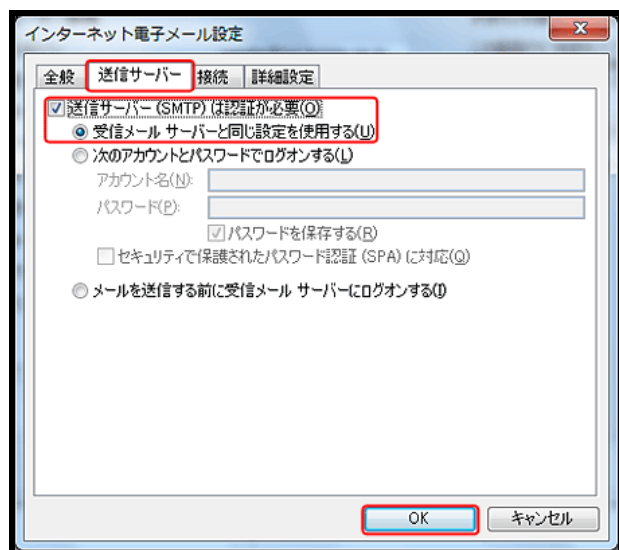 インターネット電子メール設定
全般 送信サーバー 接続 詳細設定
送信サーバー (SMTP) は認証が必要(O)
受信メール サーバーと同じ設定を使用する(U)
次のアカウントとパスワードでログオンする(L)
アカウント名(N):
パスワード(P):
パスワードを保存する(R)
セキュリティで保護されたパスワード認証 (SPA) に対応(Q)
メールを送信する前に受信メール サーバーにログオンする(I)
OK キャンセル